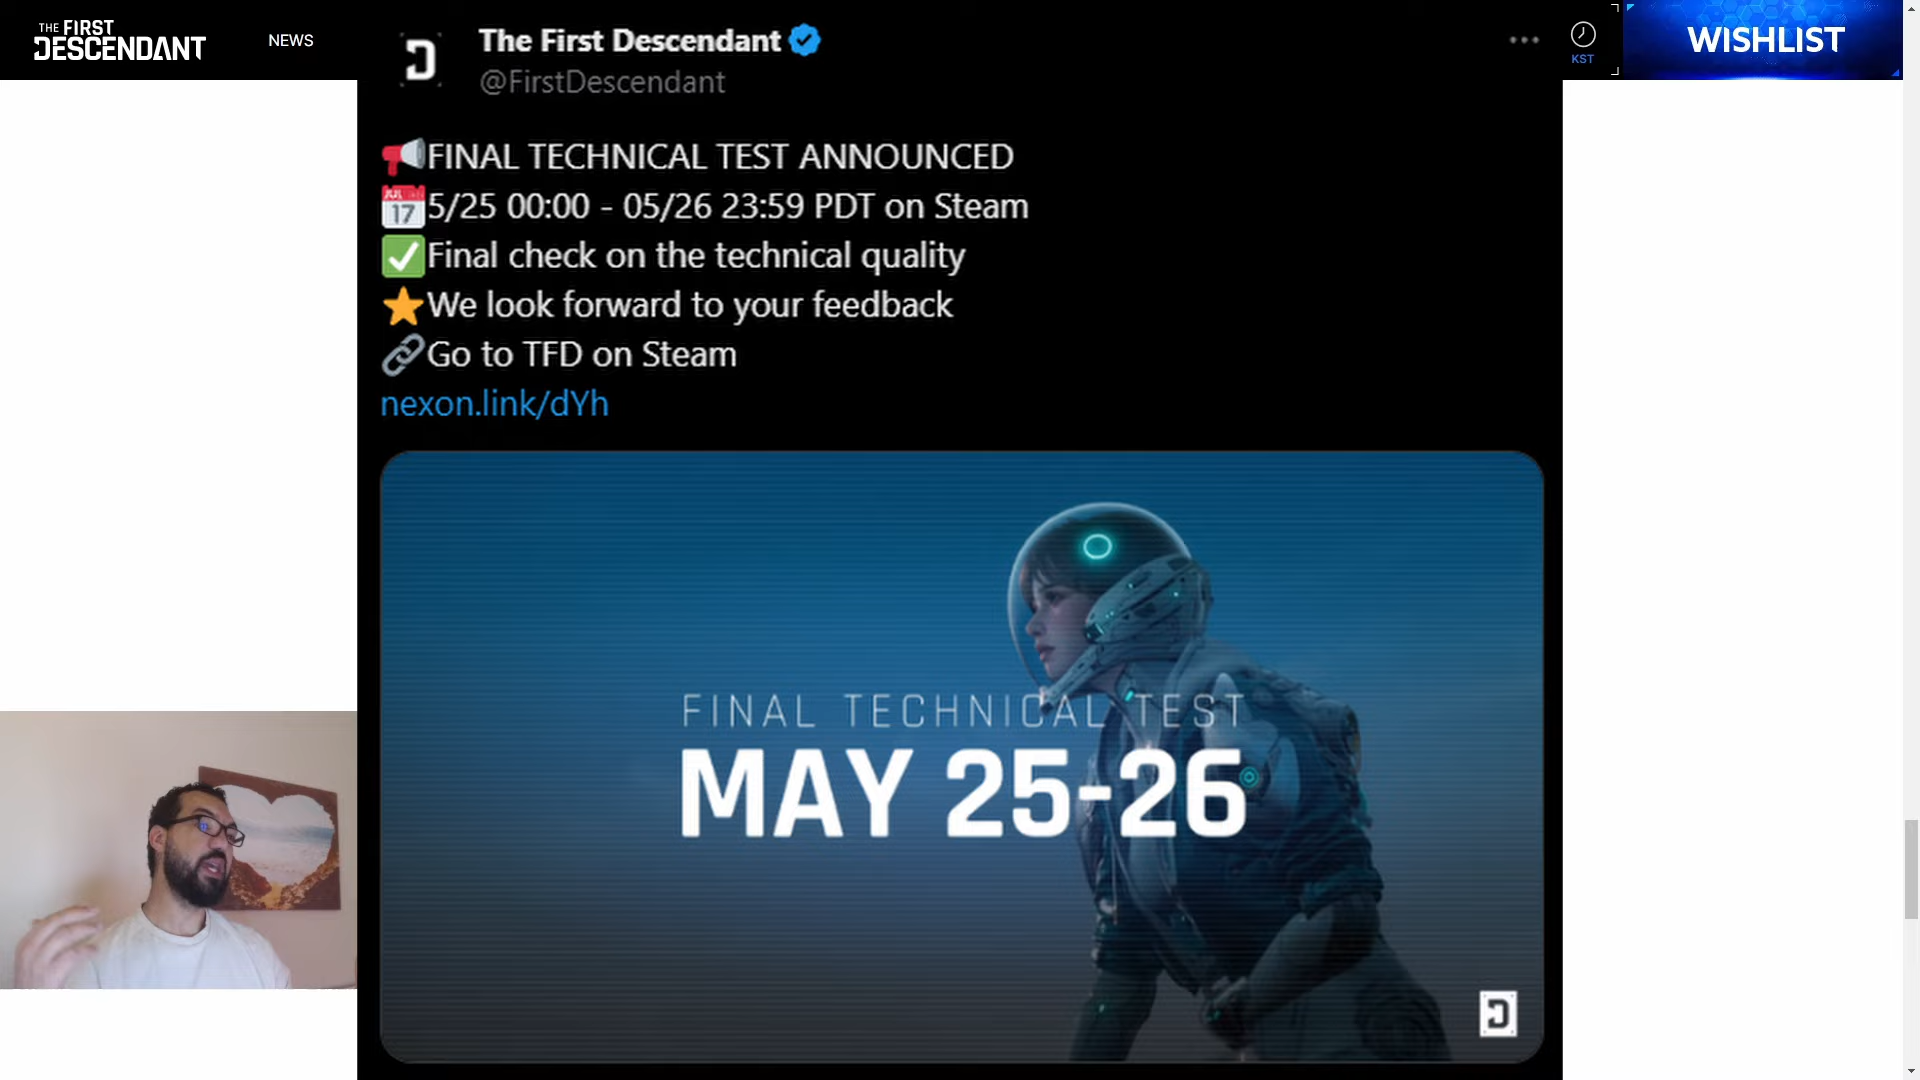 THE FIRST
DESCENDANT
NEWS
The First Descendant
@FirstDescendant
KST
WISHLIST
FINAL TECHNICAL TEST ANNOUNCED
JUL
17
5/25 00:00 - 05/26 23:59 PDT on Steam
Final check on the technical quality
We look forward to your feedback
Go to TFD on Steam
nexon.link/dYh
FINAL TECHNICAL TEST
MAY 25-26